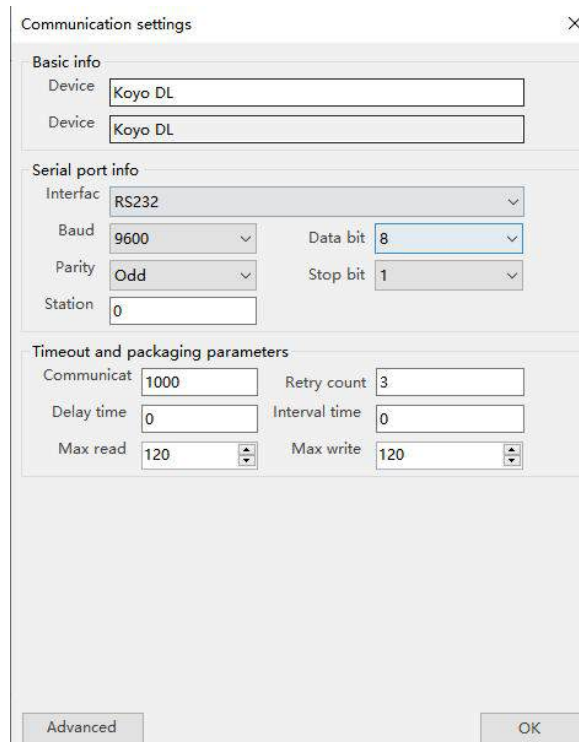 Communication settings
Basic info
Device Koyo DL
Device Koyo DL
Serial port info
Interfac RS232
Baud 9600 Data bit 8
Parity Odd Stop bit 1
Station 0
Timeout and packaging parameters
Communicat 1000 Retry count 3
Delay time 0 Interval time 0
Max read 120 Max write 120
Advanced OK